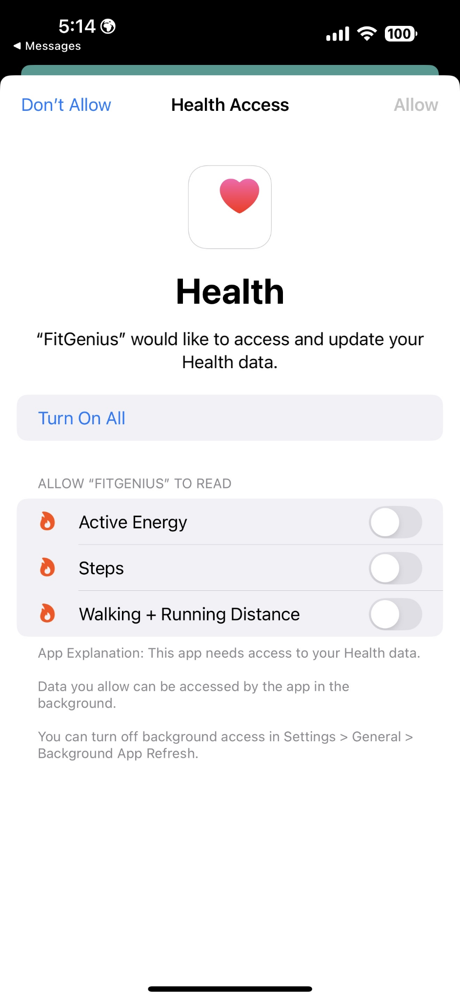 5:14
100
◀ Messages
Don’t Allow
Health Access
Allow
Health
“FitGenius” would like to access and update your
Health data.
Turn On All
ALLOW “FITGENIUS” TO READ
Active Energy
Steps
Walking + Running Distance
App Explanation: This app needs access to your Health data.
Data you allow can be accessed by the app in the
background.
You can turn off background access in Settings > General >
Background App Refresh.